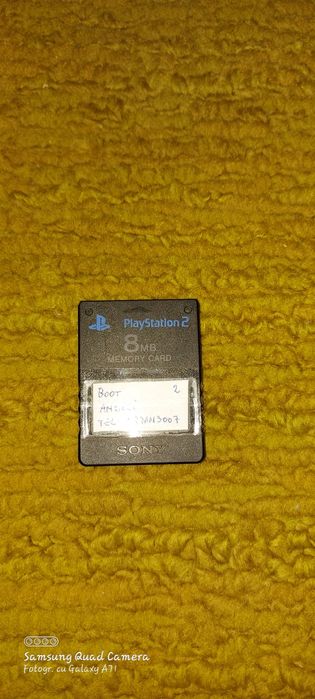 PlayStation 2
8MB
MEMORY CARD
BOOT 2
SONY
Samsung Quad Camera
Fotogr. cu Galaxy A71